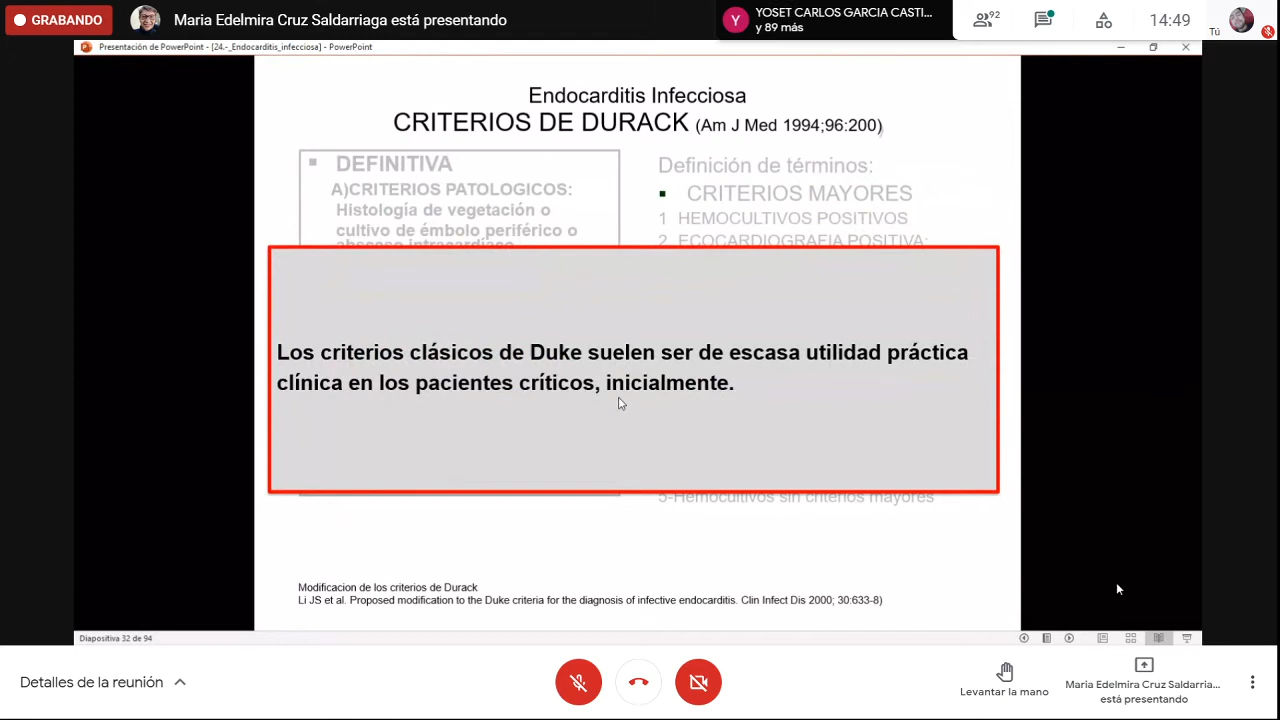 GRABANDO
Maria Edelmira Cruz Saldarriaga está presentando
YOSET CARLOS GARCIA CASTI...
y 89 más
92
14:49
Tú
Presentación de PowerPoint - [24.-_Endocarditis_infecciosa] - PowerPoint
Endocarditis Infecciosa
CRITERIOS DE DURACK (Am J Med 1994;96:200)
DEFINITIVA
A)CRITERIOS PATOLOGICOS:
Histología de vegetación o
cultivo de émbolo periférico o
absceso intracardíaco
Definición de términos:
CRITERIOS MAYORES
1 HEMOCULTIVOS POSITIVOS
2 ECOCARDIOGRAFIA POSITIVA:
Los criterios clásicos de Duke suelen ser de escasa utilidad práctica
clínica en los pacientes críticos, inicialmente.
5-Hemocultivos sin criterios mayores
Modificacion de los criterios de Durack
Li JS et al. Proposed modification to the Duke criteria for the diagnosis of infective endocarditis. Clin Infect Dis 2000; 30:633-8)
Diapositiva 32 de 94
Detalles de la reunión
Levantar la mano
Maria Edelmira Cruz Saldarria...
está presentando